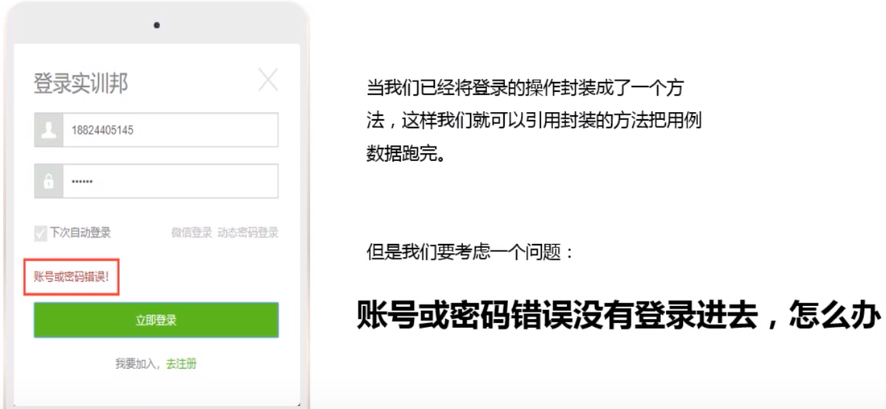 登录实训邦
18824405145
••••••
下次自动登录 微信登录 动态密码登录
账号或密码错误!
立即登录
我要加入，去注册
当我们已经将登录的操作封装成了一个方
法，这样我们就可以引用封装的方法把用例
数据跑完。
但是我们要考虑一个问题：
账号或密码错误没有登录进去，怎么办